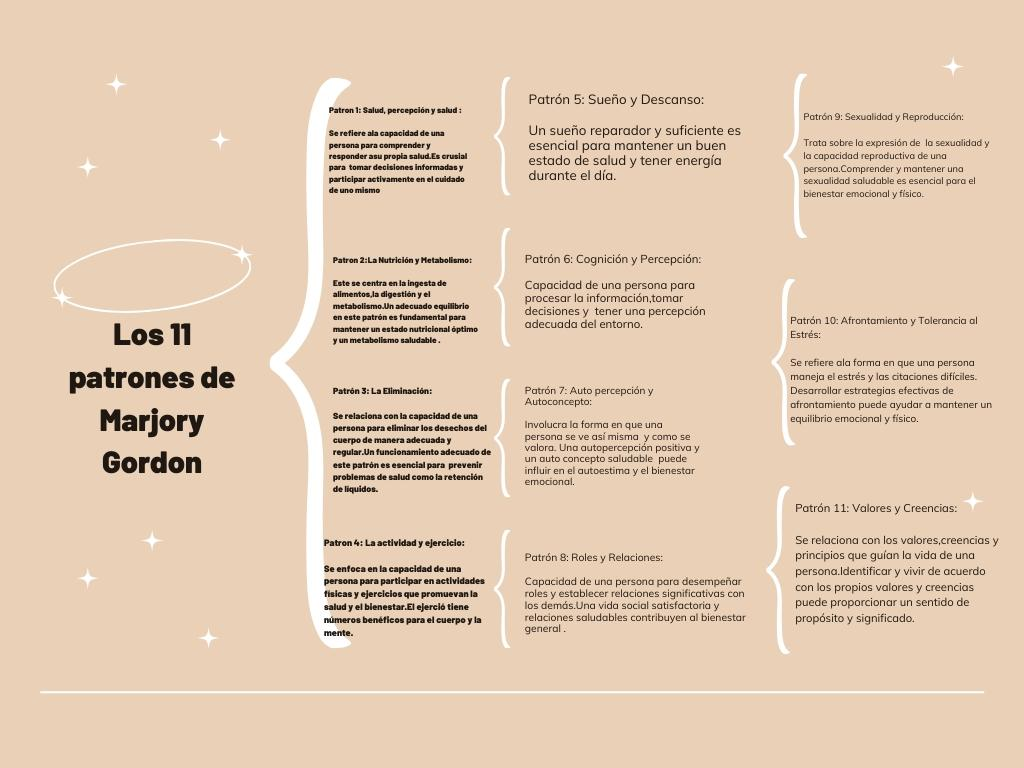 Los 11
patrones de
Marjory
Gordon
Patron 1: Salud, percepción y salud :
Se refiere ala capacidad de una
persona para comprender y
responder asu propia salud.Es crusial
para tomar decisiones informadas y
participar activamente en el cuidado
de uno mismo
Patron 2:La Nutrición y Metabolismo:
Este se centra en la ingesta de
alimentos,la digestión y el
metabolismo.Un adecuado equilibrio
en este patrón es fundamental para
mantener un estado nutricional óptimo
y un metabolismo saludable .
Patrón 3: La Eliminación:
Se relaciona con la capacidad de una
persona para eliminar los desechos del
cuerpo de manera adecuada y
regular.Un funcionamiento adecuado de
este patrón es esencial para prevenir
problemas de salud como la retención
de líquidos.
Patron 4: La actividad y ejercicio:
Se enfoca en la capacidad de una
persona para participar en actividades
físicas y ejercicios que promuevan la
salud y el bienestar.El ejerció tiene
números benéficos para el cuerpo y la
mente.
Patrón 5: Sueño y Descanso:
Un sueño reparador y suficiente es
esencial para mantener un buen
estado de salud y tener energía
durante el día.
Patrón 6: Cognición y Percepción:
Capacidad de una persona para
procesar la información,tomar
decisiones y tener una percepción
adecuada del entorno.
Patrón 7: Auto percepción y
Autoconcepto:
Involucra la forma en que una
persona se ve así misma y como se
valora. Una autopercepción positiva y
un auto concepto saludable puede
influir en el autoestima y el bienestar
emocional.
Patrón 8: Roles y Relaciones:
Capacidad de una persona para desempeñar
roles y establecer relaciones significativas con
los demás.Una vida social satisfactoria y
relaciones saludables contribuyen al bienestar
general .
Patrón 9: Sexualidad y Reproducción:
Trata sobre la expresión de la sexualidad y
la capacidad reproductiva de una
persona.Comprender y mantener una
sexualidad saludable es esencial para el
bienestar emocional y físico.
Patrón 10: Afrontamiento y Tolerancia al
Estrés:
Se refiere ala forma en que una persona
maneja el estrés y las citaciones difíciles.
Desarrollar estrategias efectivas de
afrontamiento puede ayudar a mantener un
equilibrio emocional y físico.
Patrón 11: Valores y Creencias:
Se relaciona con los valores,creencias y
principios que guían la vida de una
persona.Identificar y vivir de acuerdo
con los propios valores y creencias
puede proporcionar un sentido de
propósito y significado.